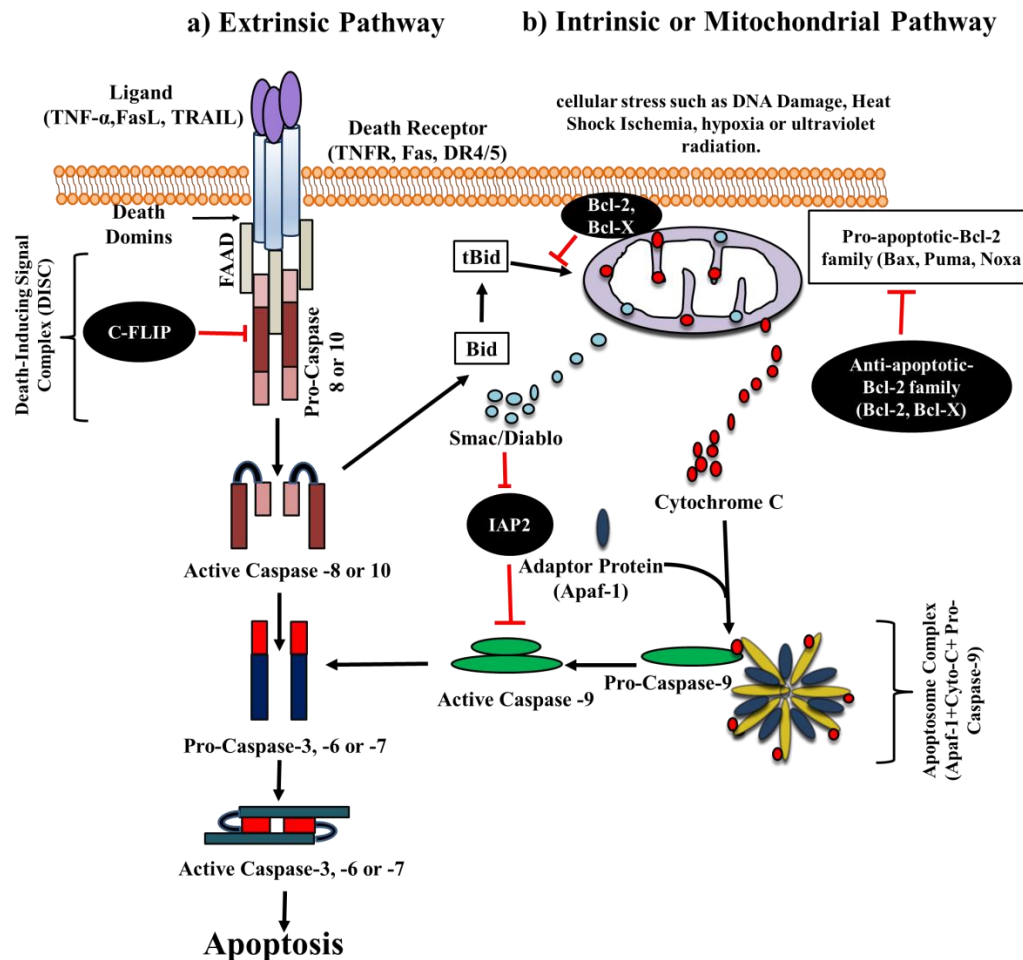 a) Extrinsic Pathway
b) Intrinsic or Mitochondrial Pathway
Ligand
(TNF-α,FasL, TRAIL)
Death Receptor
(TNFR, Fas, DR4/5)
cellular stress such as DNA Damage, Heat
Shock Ischemia, hypoxia or ultraviolet
radiation.
Death
Domins
FAAD
Death-Inducing Signal
Complex (DISC)
C-FLIP
Pro-Caspase
8 or 10
Bcl-2,
Bcl-X
tBid
Bid
Pro-apoptotic-Bcl-2
family (Bax, Puma, Noxa
Anti-apoptotic-
Bcl-2 family
(Bcl-2, Bcl-X)
Smac/Diablo
Cytochrome C
IAP2
Adaptor Protein
(Apaf-1)
Active Caspase -8 or 10
Pro-Caspase-9
Active Caspase -9
Apoptosome Complex
(Apaf-1+Cyto-C+ Pro-
Caspase-9)
Pro-Caspase-3, -6 or -7
Active Caspase-3, -6 or -7
Apoptosis